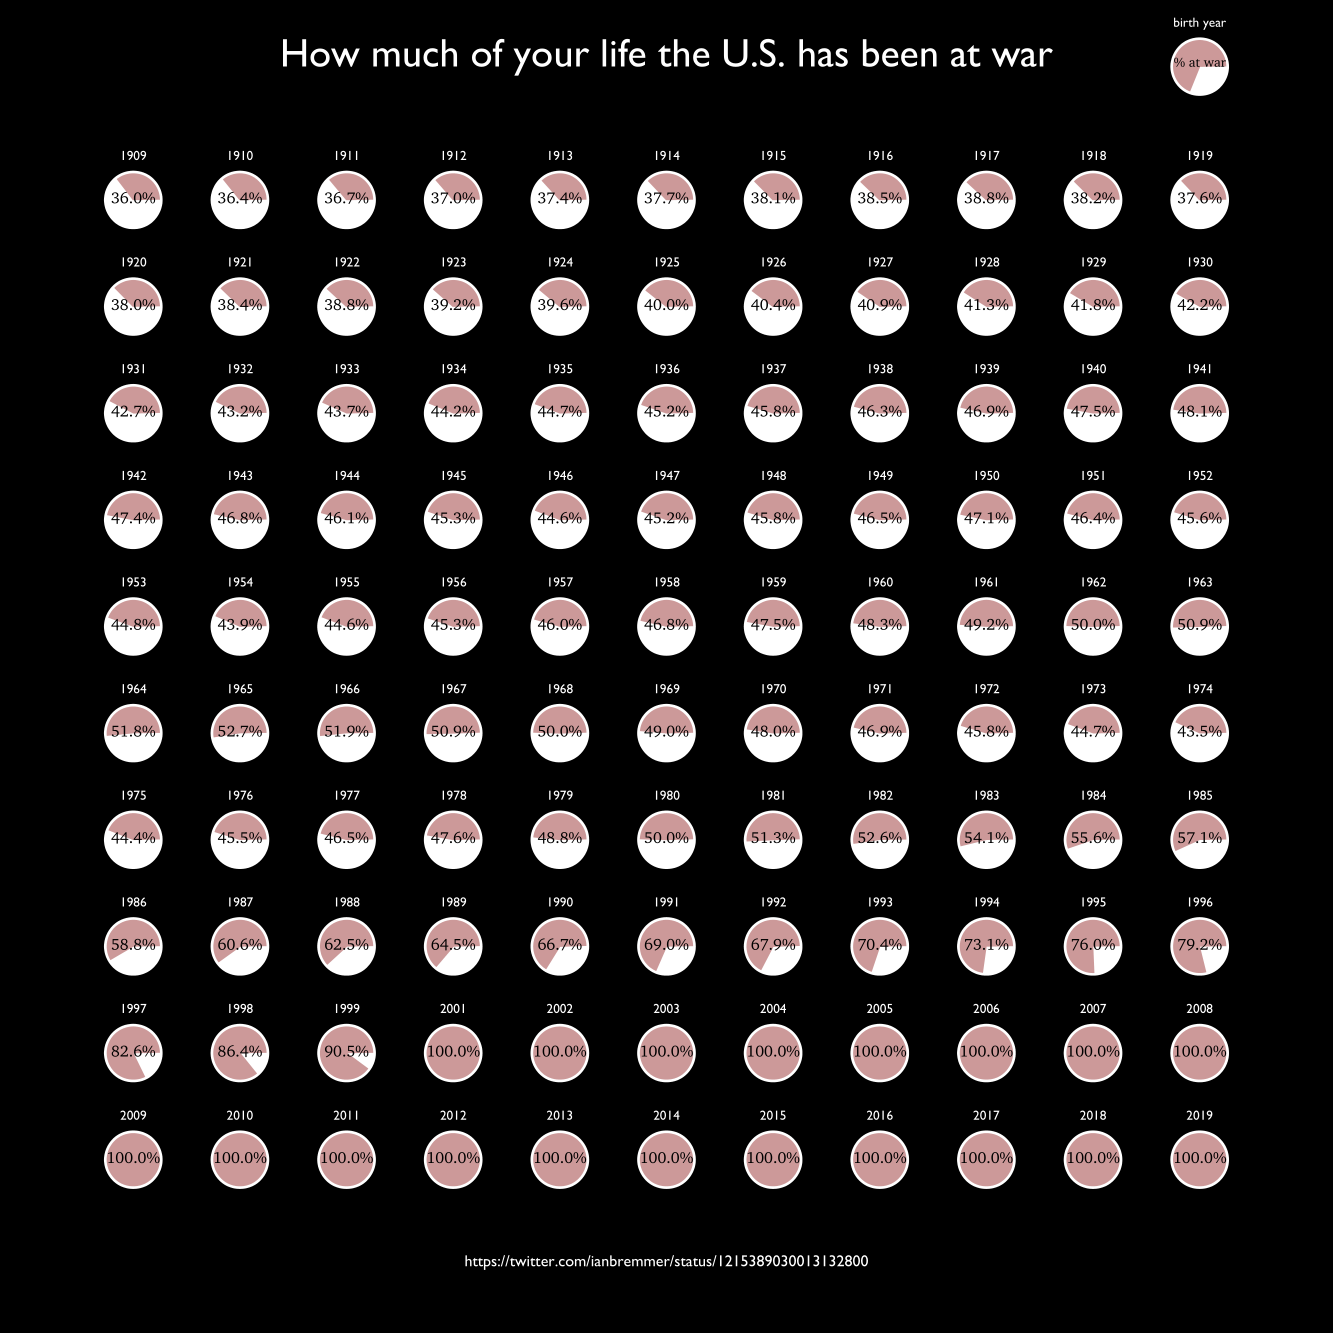 birth year
How much of your life the U.S. has been at war
% at war
1909 1910 1911 1912 1913 1914 1915 1916 1917 1918 1919
36.0% 36.4% 36.7% 37.0% 37.4% 37.7% 38.1% 38.5% 38.8% 38.2% 37.6%
1920 1921 1922 1923 1924 1925 1926 1927 1928 1929 1930
38.0% 38.4% 38.8% 39.2% 39.6% 40.0% 40.4% 40.9% 41.3% 41.8% 42.2%
1931 1932 1933 1934 1935 1936 1937 1938 1939 1940 1941
42.7% 43.2% 43.7% 44.2% 44.7% 45.2% 45.8% 46.3% 46.9% 47.5% 48.1%
1942 1943 1944 1945 1946 1947 1948 1949 1950 1951 1952
47.4% 46.8% 46.1% 45.3% 44.6% 45.2% 45.8% 46.5% 47.1% 46.4% 45.6%
1953 1954 1955 1956 1957 1958 1959 1960 1961 1962 1963
44.8% 43.9% 44.6% 45.3% 46.0% 46.8% 47.5% 48.3% 49.2% 50.0% 50.9%
1964 1965 1966 1967 1968 1969 1970 1971 1972 1973 1974
51.8% 52.7% 51.9% 50.9% 50.0% 49.0% 48.0% 46.9% 45.8% 44.7% 43.5%
1975 1976 1977 1978 1979 1980 1981 1982 1983 1984 1985
44.4% 45.5% 46.5% 47.6% 48.8% 50.0% 51.3% 52.6% 54.1% 55.6% 57.1%
1986 1987 1988 1989 1990 1991 1992 1993 1994 1995 1996
58.8% 60.6% 62.5% 64.5% 66.7% 69.0% 67.9% 70.4% 73.1% 76.0% 79.2%
1997 1998 1999 2001 2002 2003 2004 2005 2006 2007 2008
82.6% 86.4% 90.5% 100.0% 100.0% 100.0% 100.0% 100.0% 100.0% 100.0% 100.0%
2009 2010 2011 2012 2013 2014 2015 2016 2017 2018 2019
100.0% 100.0% 100.0% 100.0% 100.0% 100.0% 100.0% 100.0% 100.0% 100.0% 100.0%
https://twitter.com/ianbremmer/status/1215389030013132800